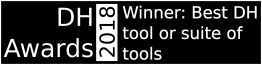 DH
Awards
2018
Winner: Best DH
tool or suite of
tools